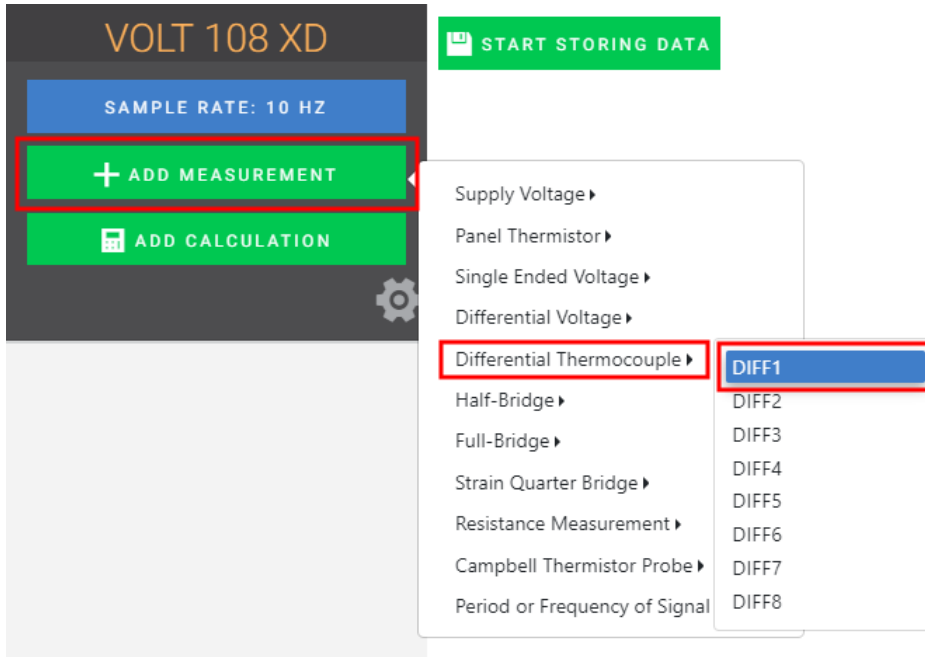 VOLT 108 XD
START STORING DATA
SAMPLE RATE: 10 HZ
ADD MEASUREMENT
ADD CALCULATION
Supply Voltage
Panel Thermistor
Single Ended Voltage
Differential Voltage
Differential Thermocouple
Half-Bridge
Full-Bridge
Strain Quarter Bridge
Resistance Measurement
Campbell Thermistor Probe
Period or Frequency of Signal
DIFF1
DIFF2
DIFF3
DIFF4
DIFF5
DIFF6
DIFF7
DIFF8